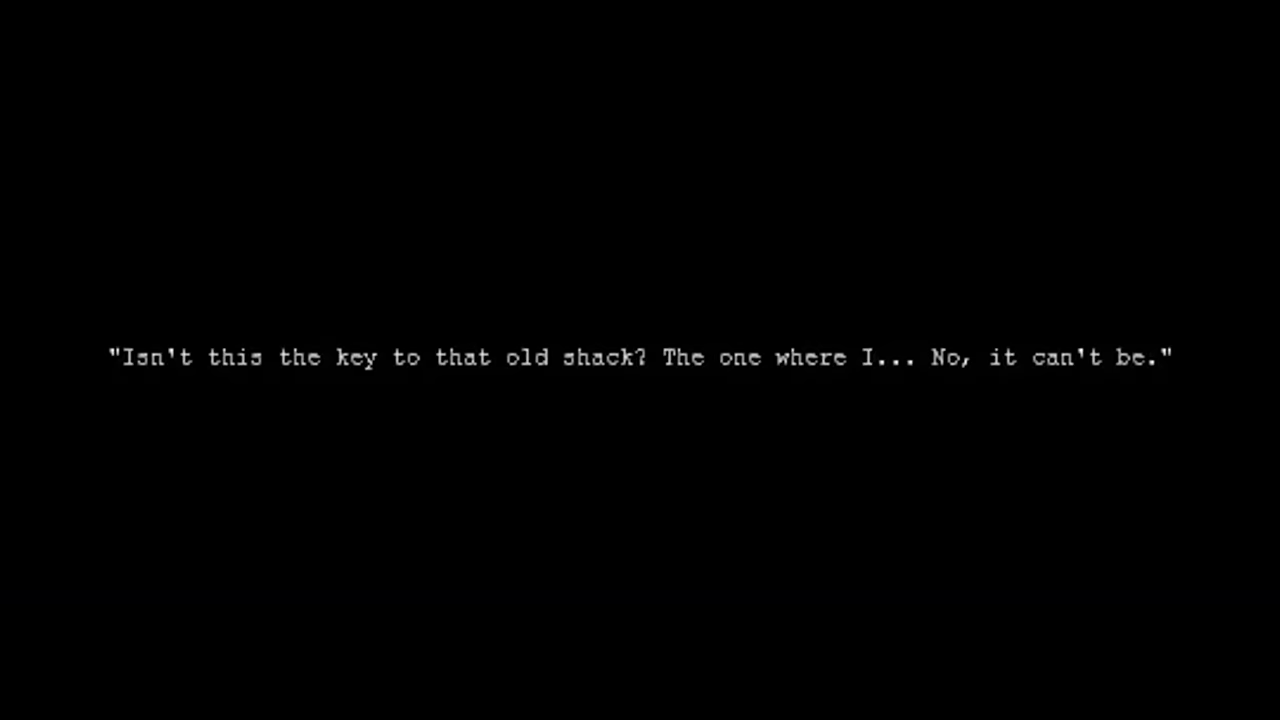 "Isn't this the key to that old shack? The one where I... No, it can't be."